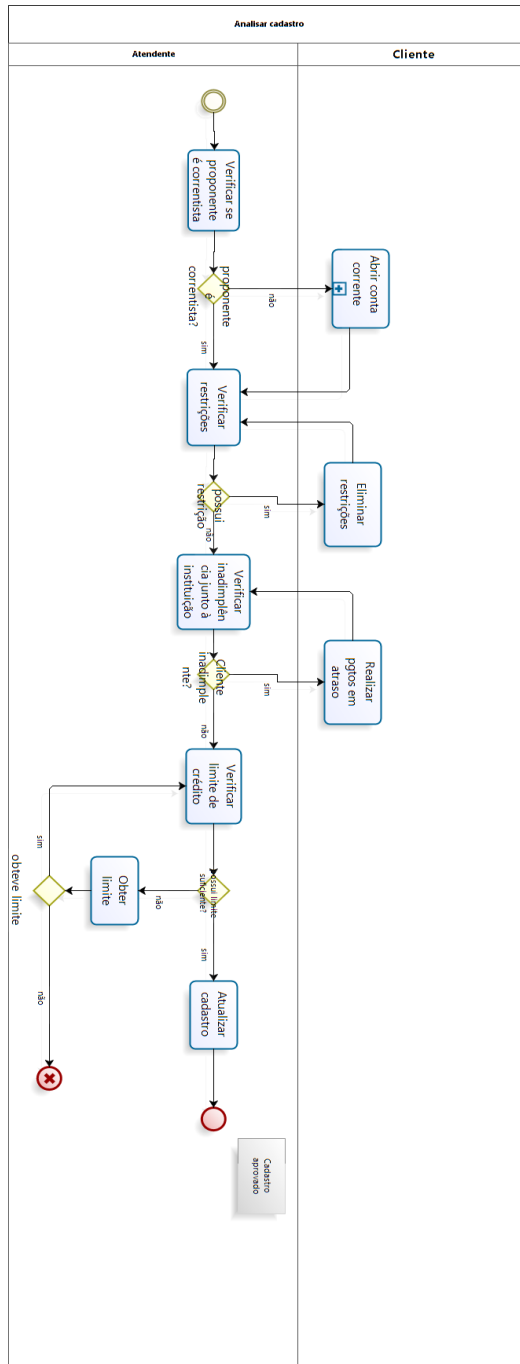 Analisar cadastro
Atendente
Cliente
Verificar se
proponente
é correntista
proponente
é
correntista?
não
sim
Abrir conta
corrente
Verificar
restrições
Eliminar
restrições
possui
restrição
sim
não
Verificar
inadimplên
cia junto à
instituição
Realizar
pgtos em
atraso
Cliente
inadimple
nte?
sim
não
Verificar
limite de
crédito
possui limite
suficiente?
não
sim
Obter
limite
obteve limite
sim
não
Atualizar
cadastro
Cadastro
aprovado